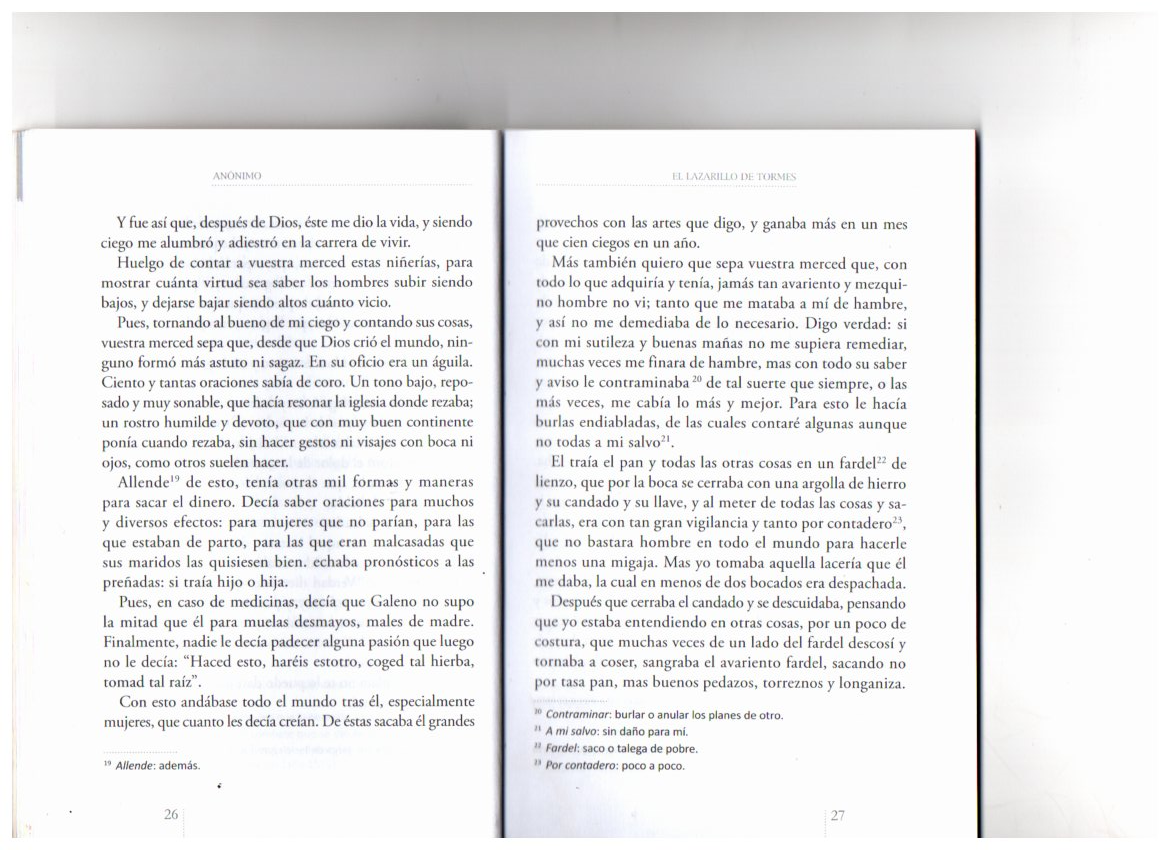 ANÓNIMO
Y fue así que, después de Dios, éste me dio la vida, y siendo
ciego me alumbró y adiestró en la carrera de vivir.
Huelgo de contar a vuestra merced estas niñerías, para
mostrar cuánta virtud sea saber los hombres subir siendo
bajos, y dejarse bajar siendo altos cuánto vicio.
Pues, tornando al bueno de mi ciego y contando sus cosas,
vuestra merced sepa que, desde que Dios crió el mundo, nin-
guno formó más astuto ni sagaz. En su oficio era un águila.
Ciento y tantas oraciones sabía de coro. Un tono bajo, repo-
sado y muy sonable, que hacía resonar la iglesia donde rezaba;
un rostro humilde y devoto, que con muy buen continente
ponía cuando rezaba, sin hacer gestos ni visajes con boca ni
ojos, como otros suelen hacer.
Allende¹⁹ de esto, tenía otras mil formas y maneras
para sacar el dinero. Decía saber oraciones para muchos
y diversos efectos: para mujeres que no parían, para las
que estaban de parto, para las que eran malcasadas que
sus maridos las quisiesen bien. echaba pronósticos a las
preñadas: si traía hijo o hija.
Pues, en caso de medicinas, decía que Galeno no supo
la mitad que él para muelas desmayos, males de madre.
Finalmente, nadie le decía padecer alguna pasión que luego
no le decía: “Haced esto, haréis estotro, coged tal hierba,
tomad tal raíz”.
Con esto andábase todo el mundo tras él, especialmente
mujeres, que cuanto les decía creían. De éstas sacaba él grandes
¹⁹ Allende: además.
26
EL LAZARILLO DE TORMES
provechos con las artes que digo, y ganaba más en un mes
que cien ciegos en un año.
Más también quiero que sepa vuestra merced que, con
todo lo que adquiría y tenía, jamás tan avariento y mezqui-
no hombre no vi; tanto que me mataba a mí de hambre,
y así no me demediaba de lo necesario. Digo verdad: si
con mi sutileza y buenas mañas no me supiera remediar,
muchas veces me finara de hambre, mas con todo su saber
y aviso le contraminaba ²⁰ de tal suerte que siempre, o las
más veces, me cabía lo más y mejor. Para esto le hacía
burlas endiabladas, de las cuales contaré algunas aunque
no todas a mi salvo²¹.
El traía el pan y todas las otras cosas en un fardel²² de
lienzo, que por la boca se cerraba con una argolla de hierro
y su candado y su llave, y al meter de todas las cosas y sa-
carlas, era con tan gran vigilancia y tanto por contadero²³,
que no bastara hombre en todo el mundo para hacerle
menos una migaja. Mas yo tomaba aquella lacería que él
me daba, la cual en menos de dos bocados era despachada.
Después que cerraba el candado y se descuidaba, pensando
que yo estaba entendiendo en otras cosas, por un poco de
costura, que muchas veces de un lado del fardel descosí y
tornaba a coser, sangraba el avariento fardel, sacando no
por tasa pan, mas buenos pedazos, torreznos y longaniza.
²⁰ Contraminar: burlar o anular los planes de otro.
²¹ A mi salvo: sin daño para mí.
²² Fardel: saco o talega de pobre.
²³ Por contadero: poco a poco.
27